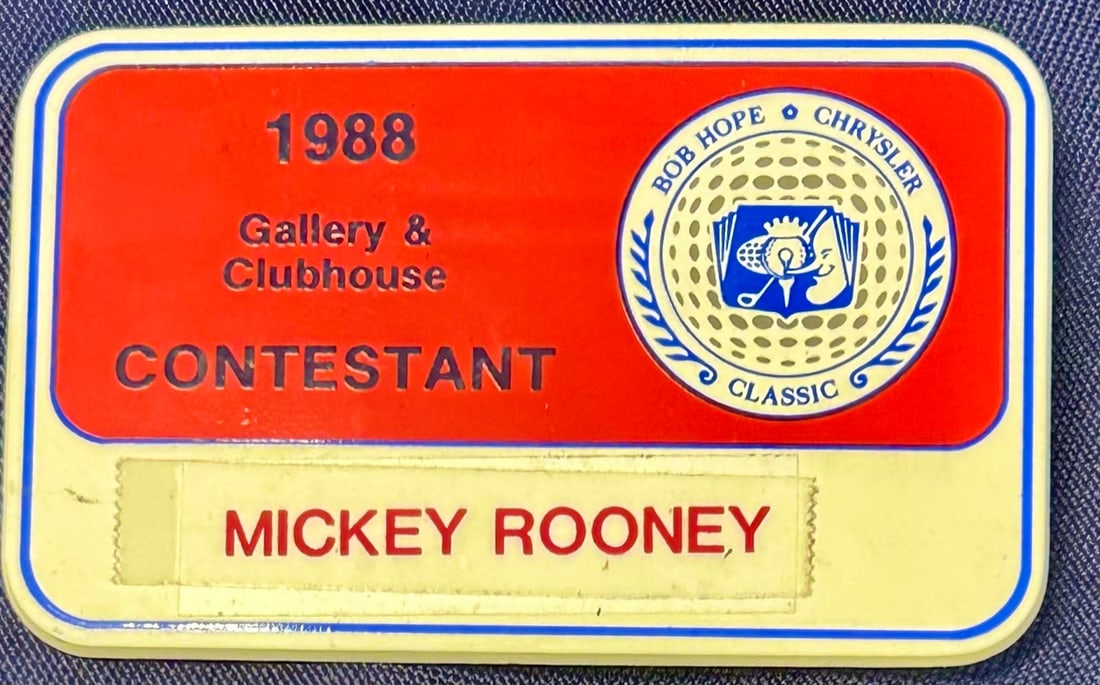 1988
Gallery &
Clubhouse
CONTESTANT
BOB HOPE CHRYSLER
CLASSIC
MICKEY ROONEY